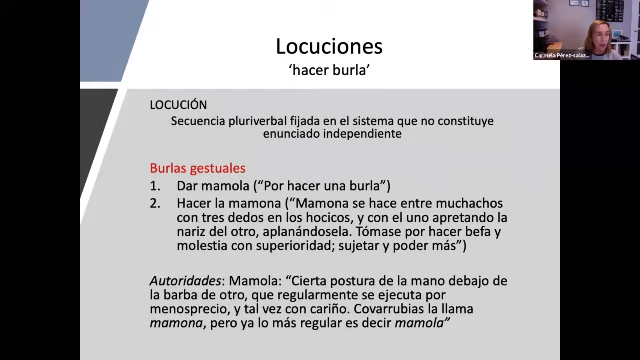 Locuciones
‘hacer burla’
LOCUCIÓN
Secuencia pluriverbal fijada en el sistema que no constituye
enunciado independiente
Burlas gestuales
1. Dar mamola (“Por hacer una burla”)
2. Hacer la mamona (“Mamona se hace entre muchachos
con tres dedos en los hocicos, y con el uno apretando la
nariz del otro, aplanándosela. Tómase por hacer befa y
molestia con superioridad; sujetar y poder más”)
Autoridades: Mamola: “Cierta postura de la mano debajo de
la barba de otro, que regularmente se ejecuta por
menosprecio, y tal vez con cariño. Covarrubias la llama
mamona, pero ya lo más regular es decir mamola”
Carmela Pérez-salaz...